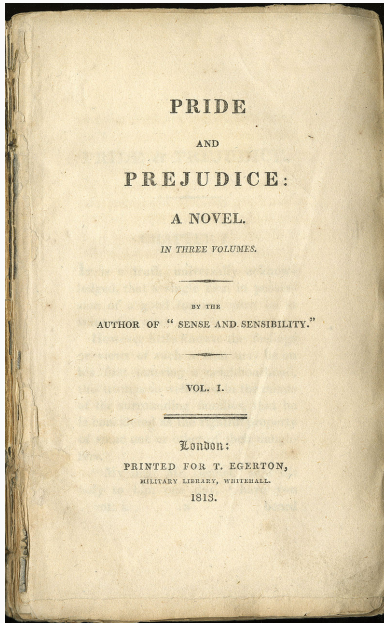 PRIDE
AND
PREJUDICE:
A NOVEL.
IN THREE VOLUMES.
BY THE
AUTHOR OF " SENSE AND SENSIBILITY."
VOL. I.
London:
PRINTED FOR T. EGERTON,
MILITARY LIBRARY, WHITEHALL.
1813.